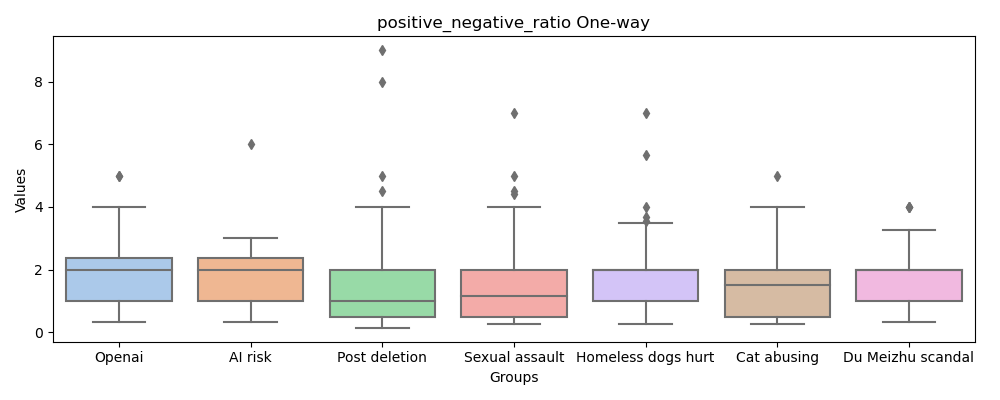 positive_negative_ratio One-way
Values
8
6
4
2
0
Openai AI risk Post deletion Sexual assault Homeless dogs hurt Cat abusing Du Meizhu scandal
Groups